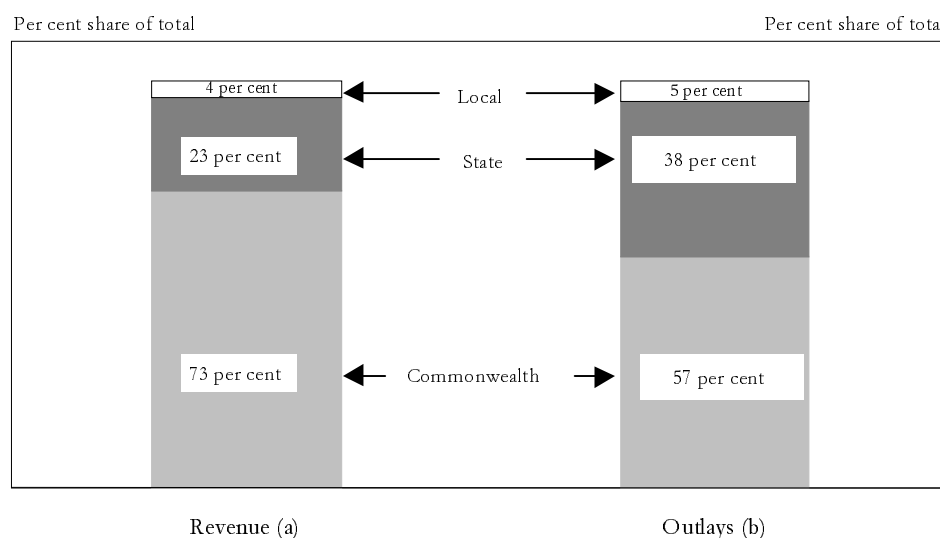 Per cent share of total
Per cent share of tota
4 per cent
Local
5 per cent
23 per cent
State
38 per cent
73 per cent
Commonwealth
57 per cent
Revenue (a)
Outlays (b)